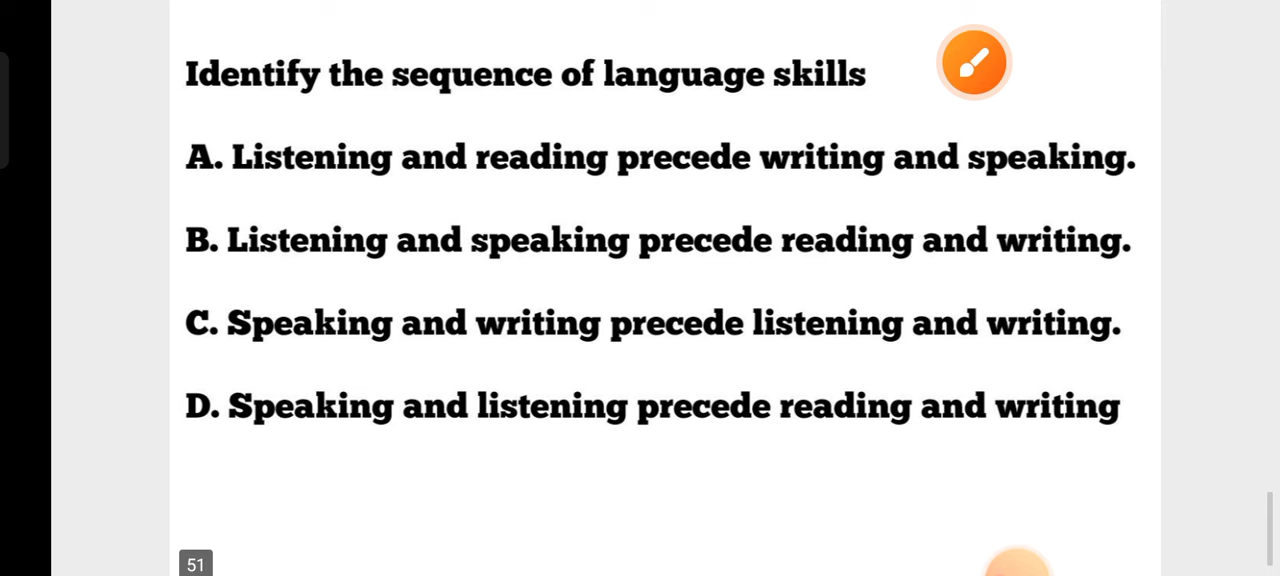 Identify the sequence of language skills
A. Listening and reading precede writing and speaking.
B. Listening and speaking precede reading and writing.
C. Speaking and writing precede listening and writing.
D. Speaking and listening precede reading and writing
51